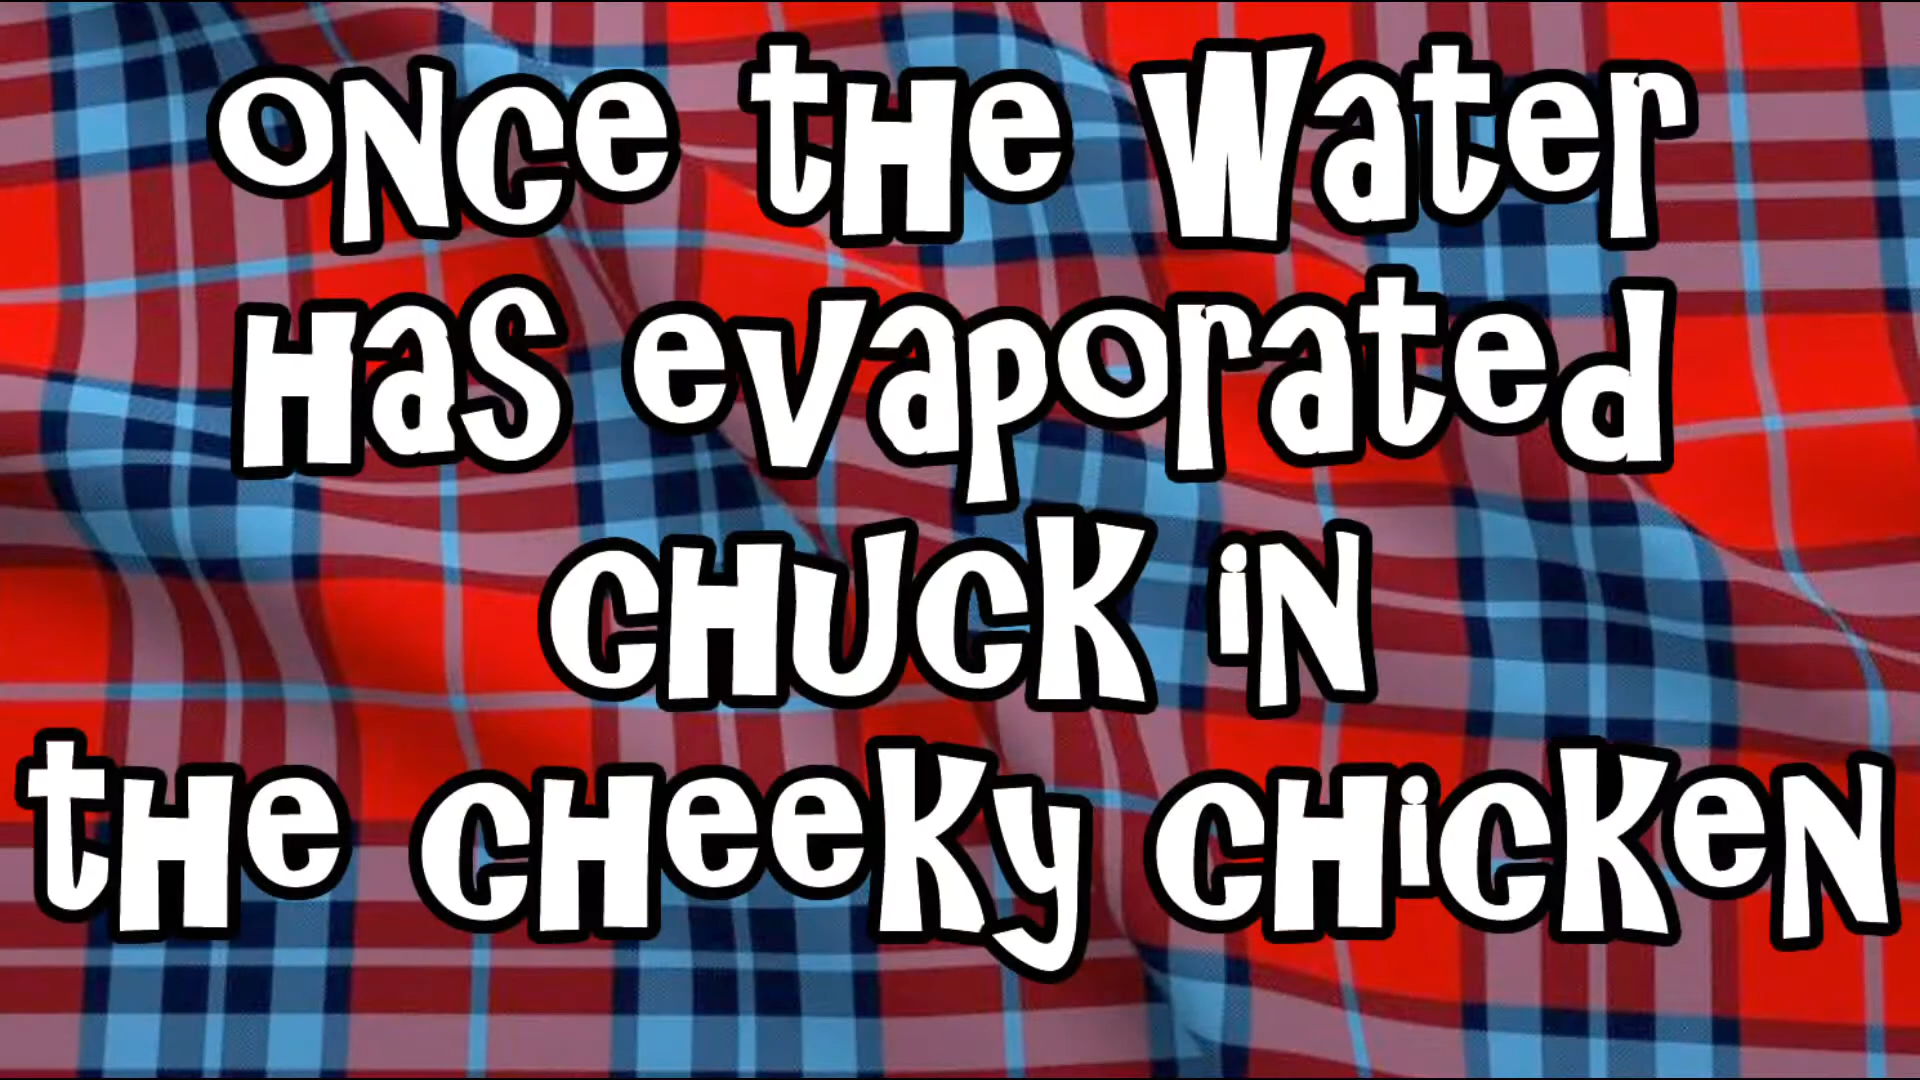 ONCE tHe Water
Has evaporated
CHUCK iN
tHe CHeeKy CHiCKeN